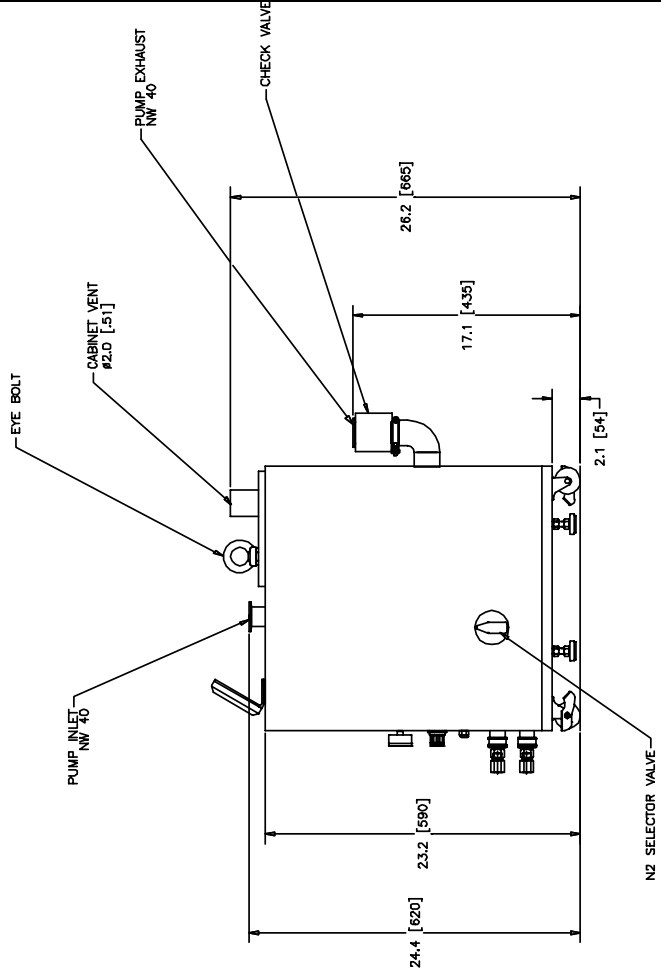 EYE BOLT
CABINET VENT
ø2.0 [.51]
PUMP EXHAUST
NW 40
CHECK VALVE
PUMP INLET
NW 40
26.2 [665]
17.1 [435]
2.1 [54]
23.2 [590]
24.4 [620]
N2 SELECTOR VALVE